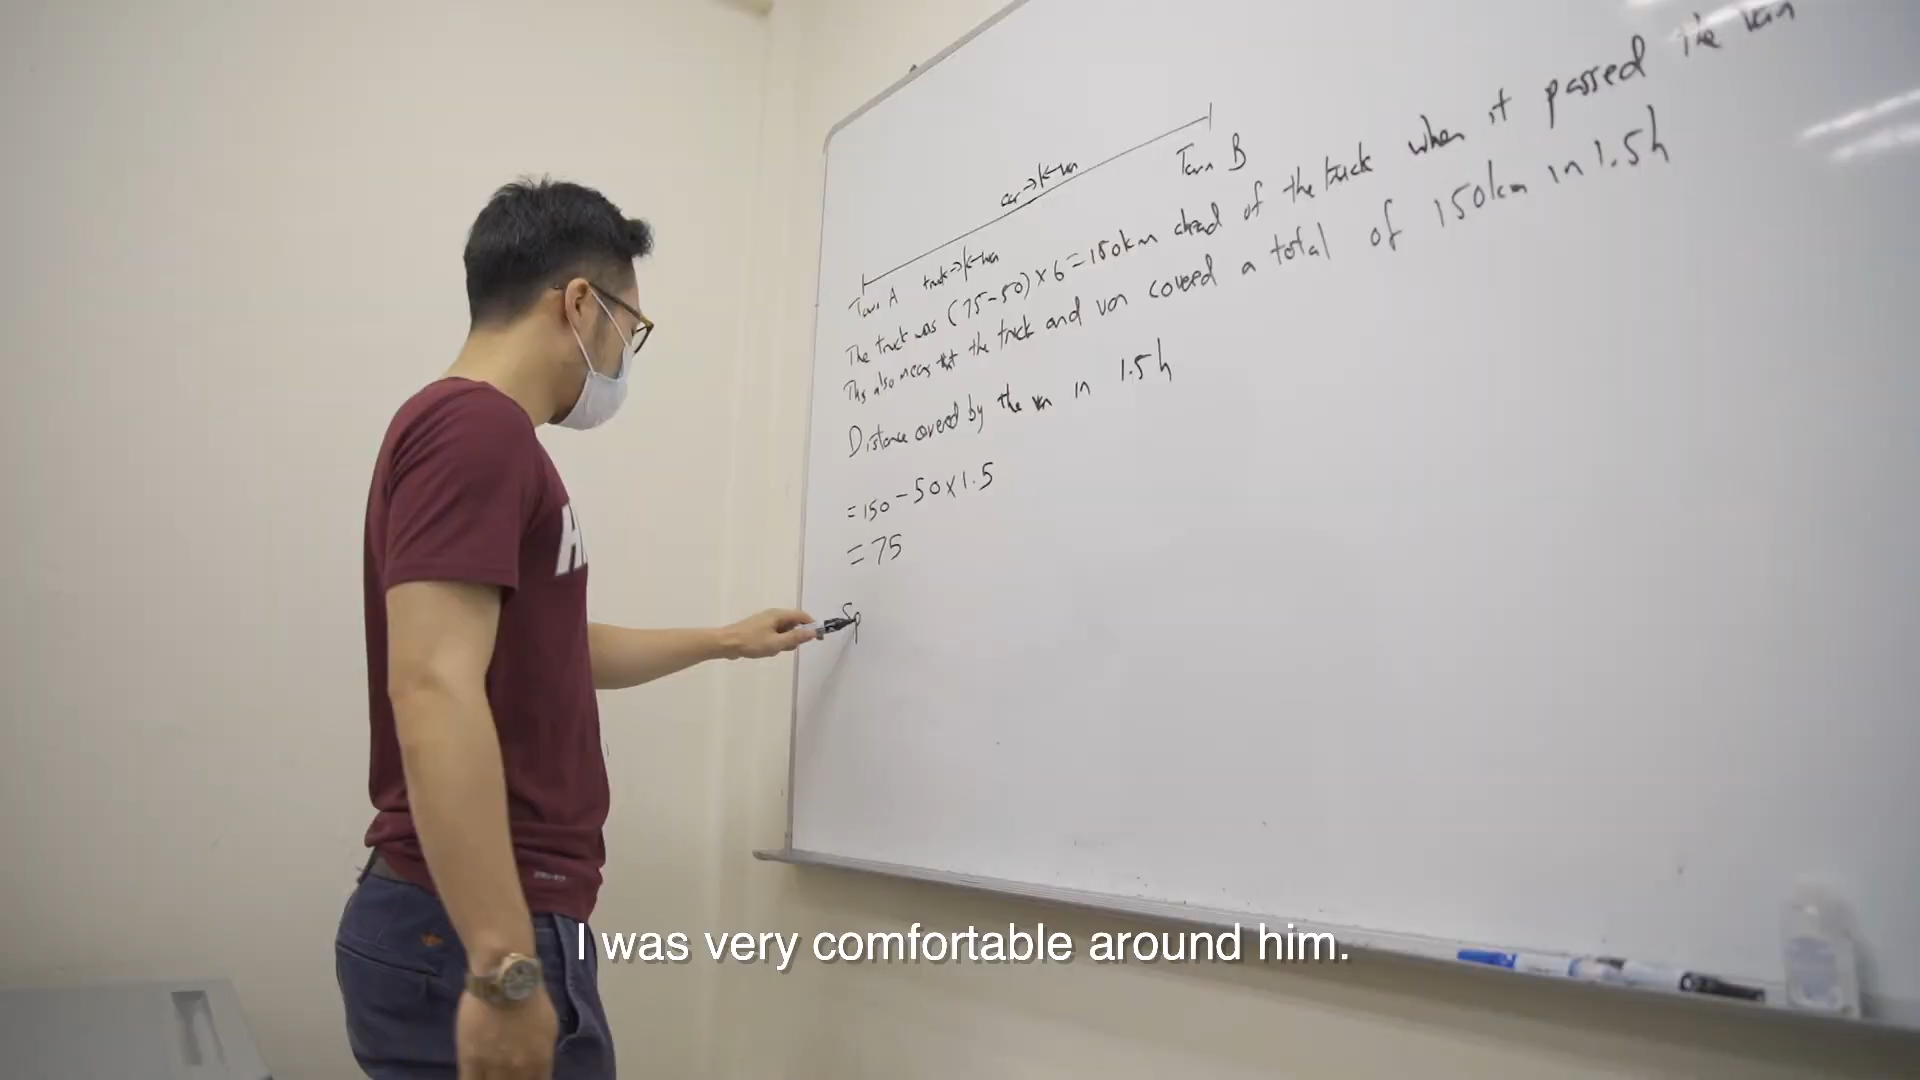 car→|←van
Town B
Town A truck→|←van
The truck was (75-50)×6=150km ahead of the truck when it passed the van
This also means that the truck and van covered a total of 150km in 1.5h
Distance covered by the van in 1.5h
=150-50×1.5
=75
Sp
H
I was very comfortable around him.